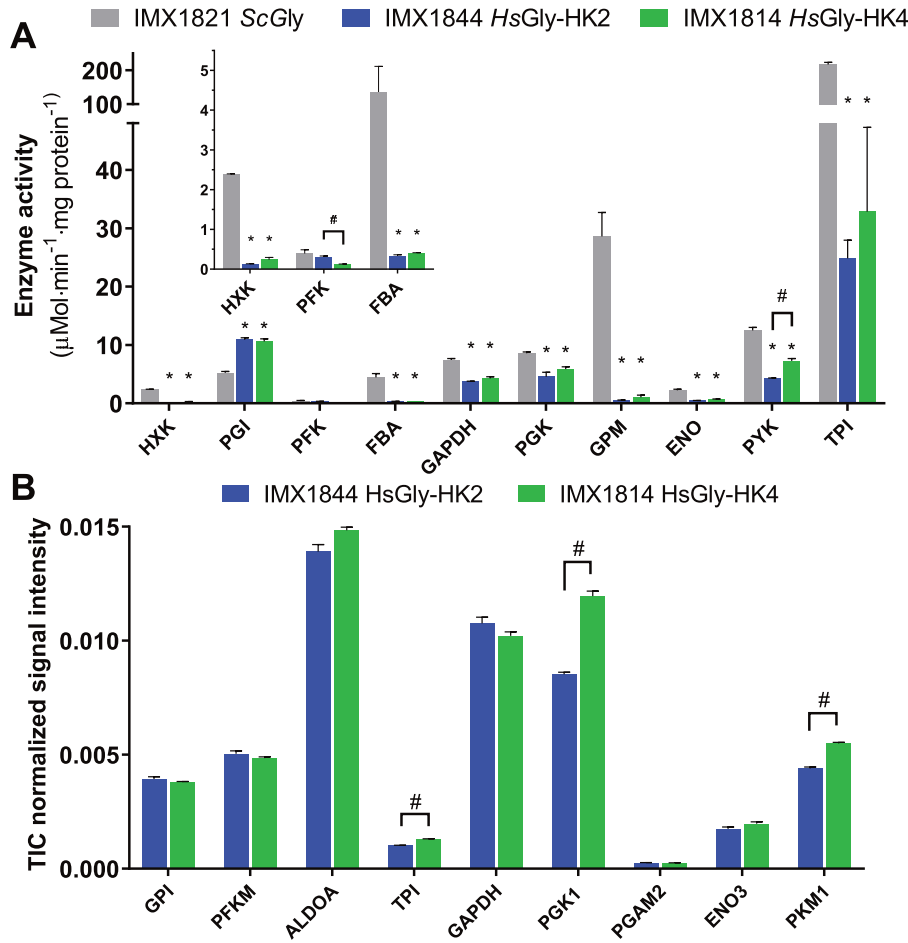 IMX1821 ScGly IMX1844 HsGly-HK2 IMX1814 HsGly-HK4
A
Enzyme activity
(µMol·min⁻¹·mg protein⁻¹)
200
100
40
30
20
10
0
5
4
3
2
1
0
* * # * *
HXK PFK FBA
* * * * * * * * * * * * * * # * * * *
HXK PGI PFK FBA GAPDH PGK GPM ENO PYK TPI
B
IMX1844 HsGly-HK2 IMX1814 HsGly-HK4
TIC normalized signal intensity
0.015
0.010
0.005
0.000
# # #
GPI PFKM ALDOA TPI GAPDH PGK1 PGAM2 ENO3 PKM1